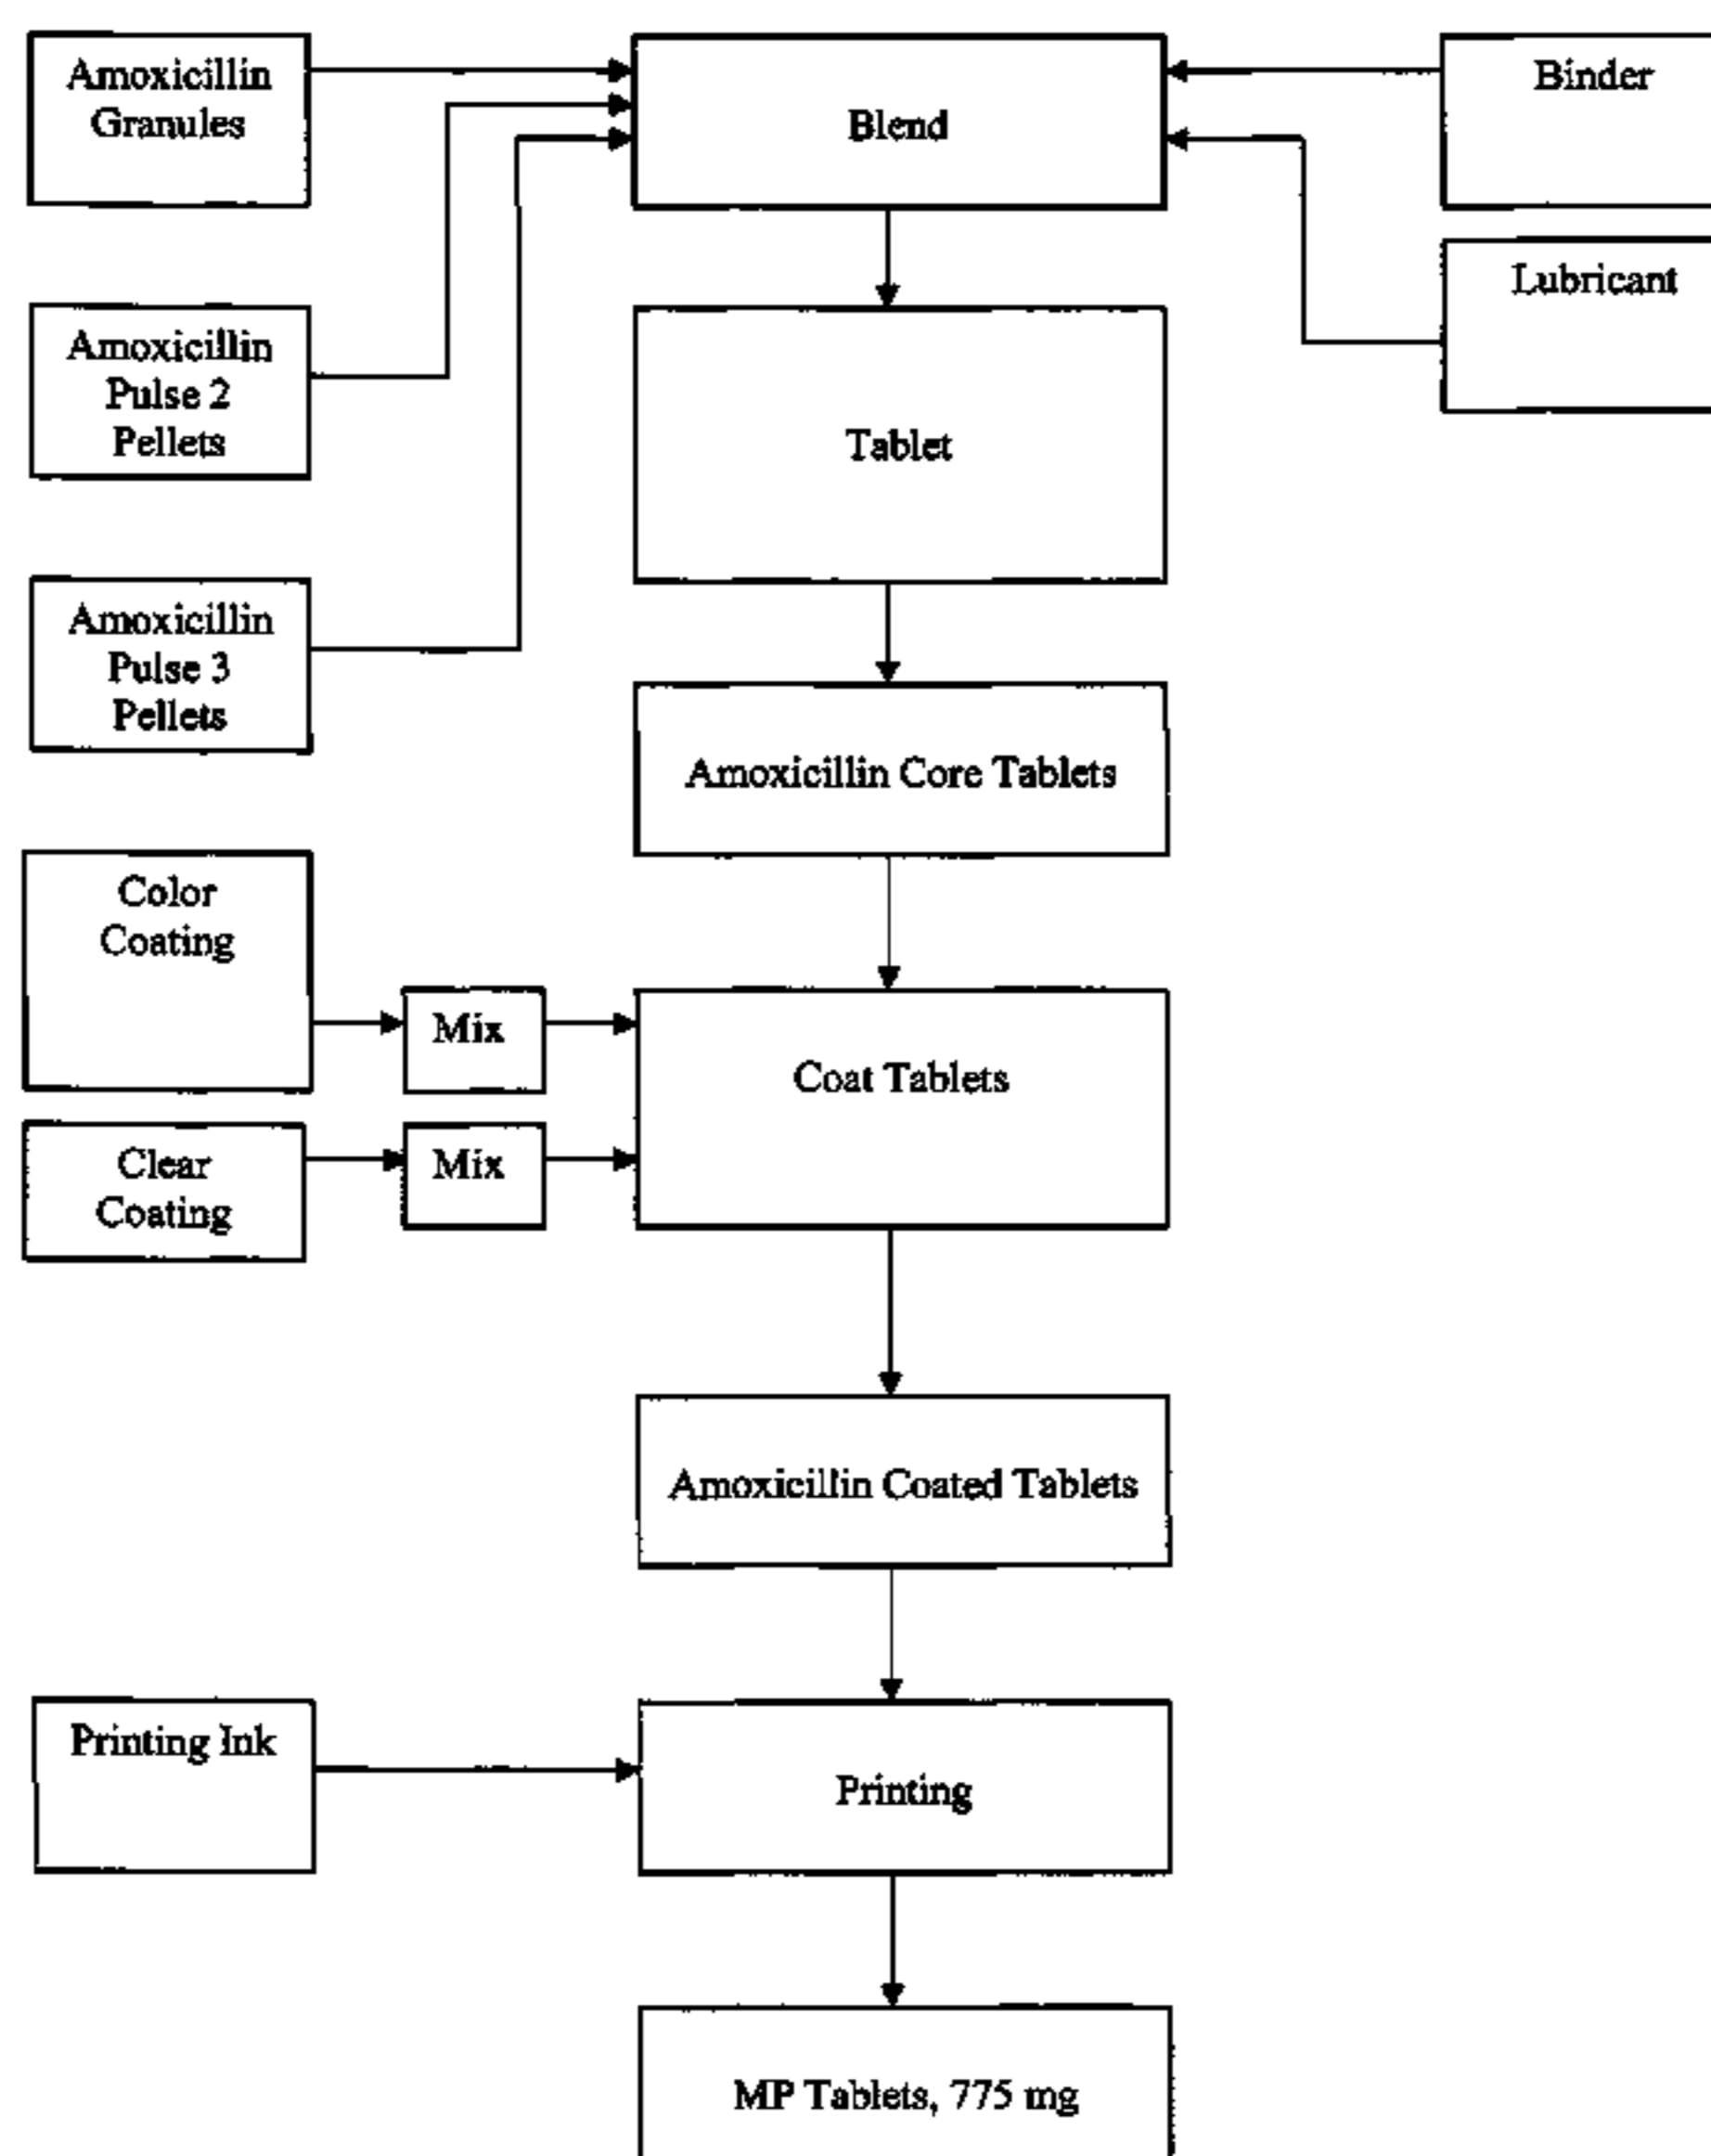 Amoxicillin
Granules
Blend
Binder
Lubricant
Amoxicillin
Pulse 2
Pellets
Tablet
Amoxicillin
Pulse 3
Pellets
Amoxicillin Core Tablets
Color
Coating
Mix
Coat Tablets
Clear
Coating
Mix
Amoxicillin Coated Tablets
Printing Ink
Printing
MP Tablets, 775 mg